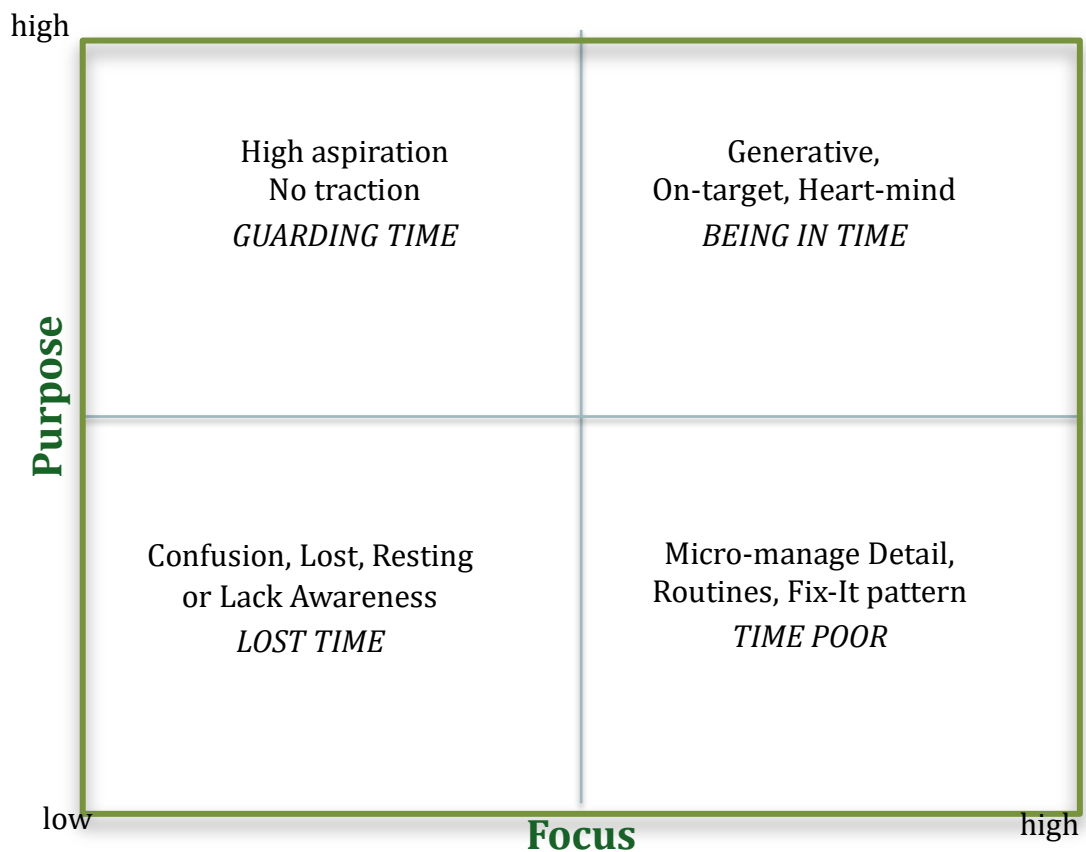 high
High aspiration
No traction
GUARDING TIME
Generative,
On-target, Heart-mind
BEING IN TIME
Purpose
Confusion, Lost, Resting
or Lack Awareness
LOST TIME
Micro-manage Detail,
Routines, Fix-It pattern
TIME POOR
low
Focus
high